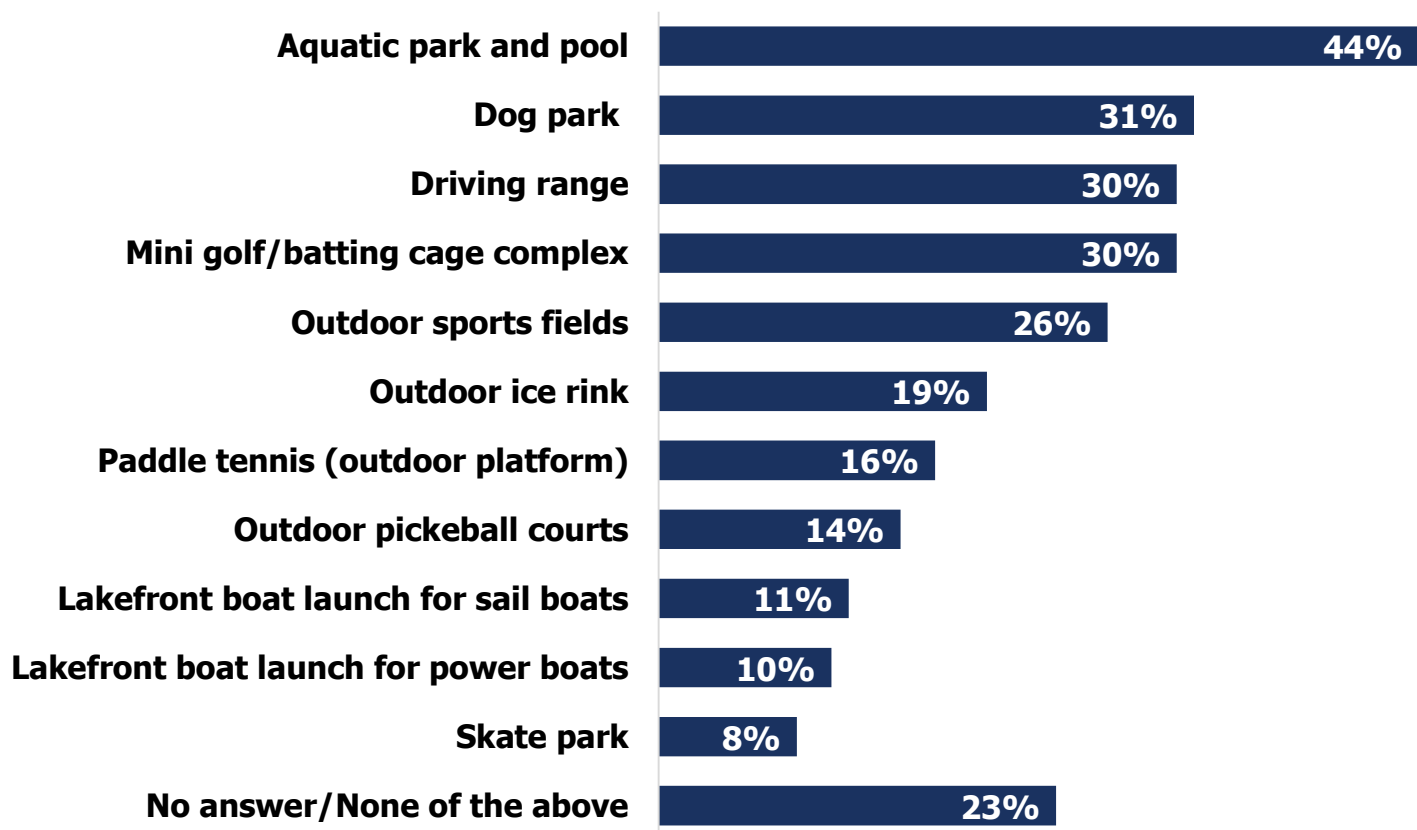 Aquatic park and pool 44%
Dog park 31%
Driving range 30%
Mini golf/batting cage complex 30%
Outdoor sports fields 26%
Outdoor ice rink 19%
Paddle tennis (outdoor platform) 16%
Outdoor pickeball courts 14%
Lakefront boat launch for sail boats 11%
Lakefront boat launch for power boats 10%
Skate park 8%
No answer/None of the above 23%